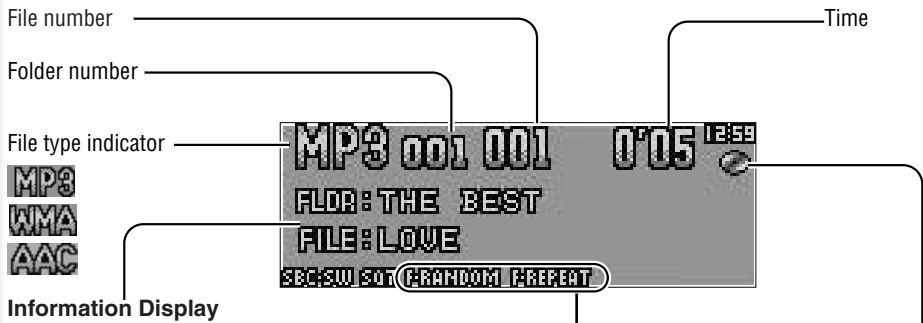 File number
Time
Folder number
File type indicator
MP3 001 001 0'05 12:59
MP3
FLDR:THE BEST
WMA
FILE:LOVE
AAC
F-RANDOM F-REPEAT
Information Display